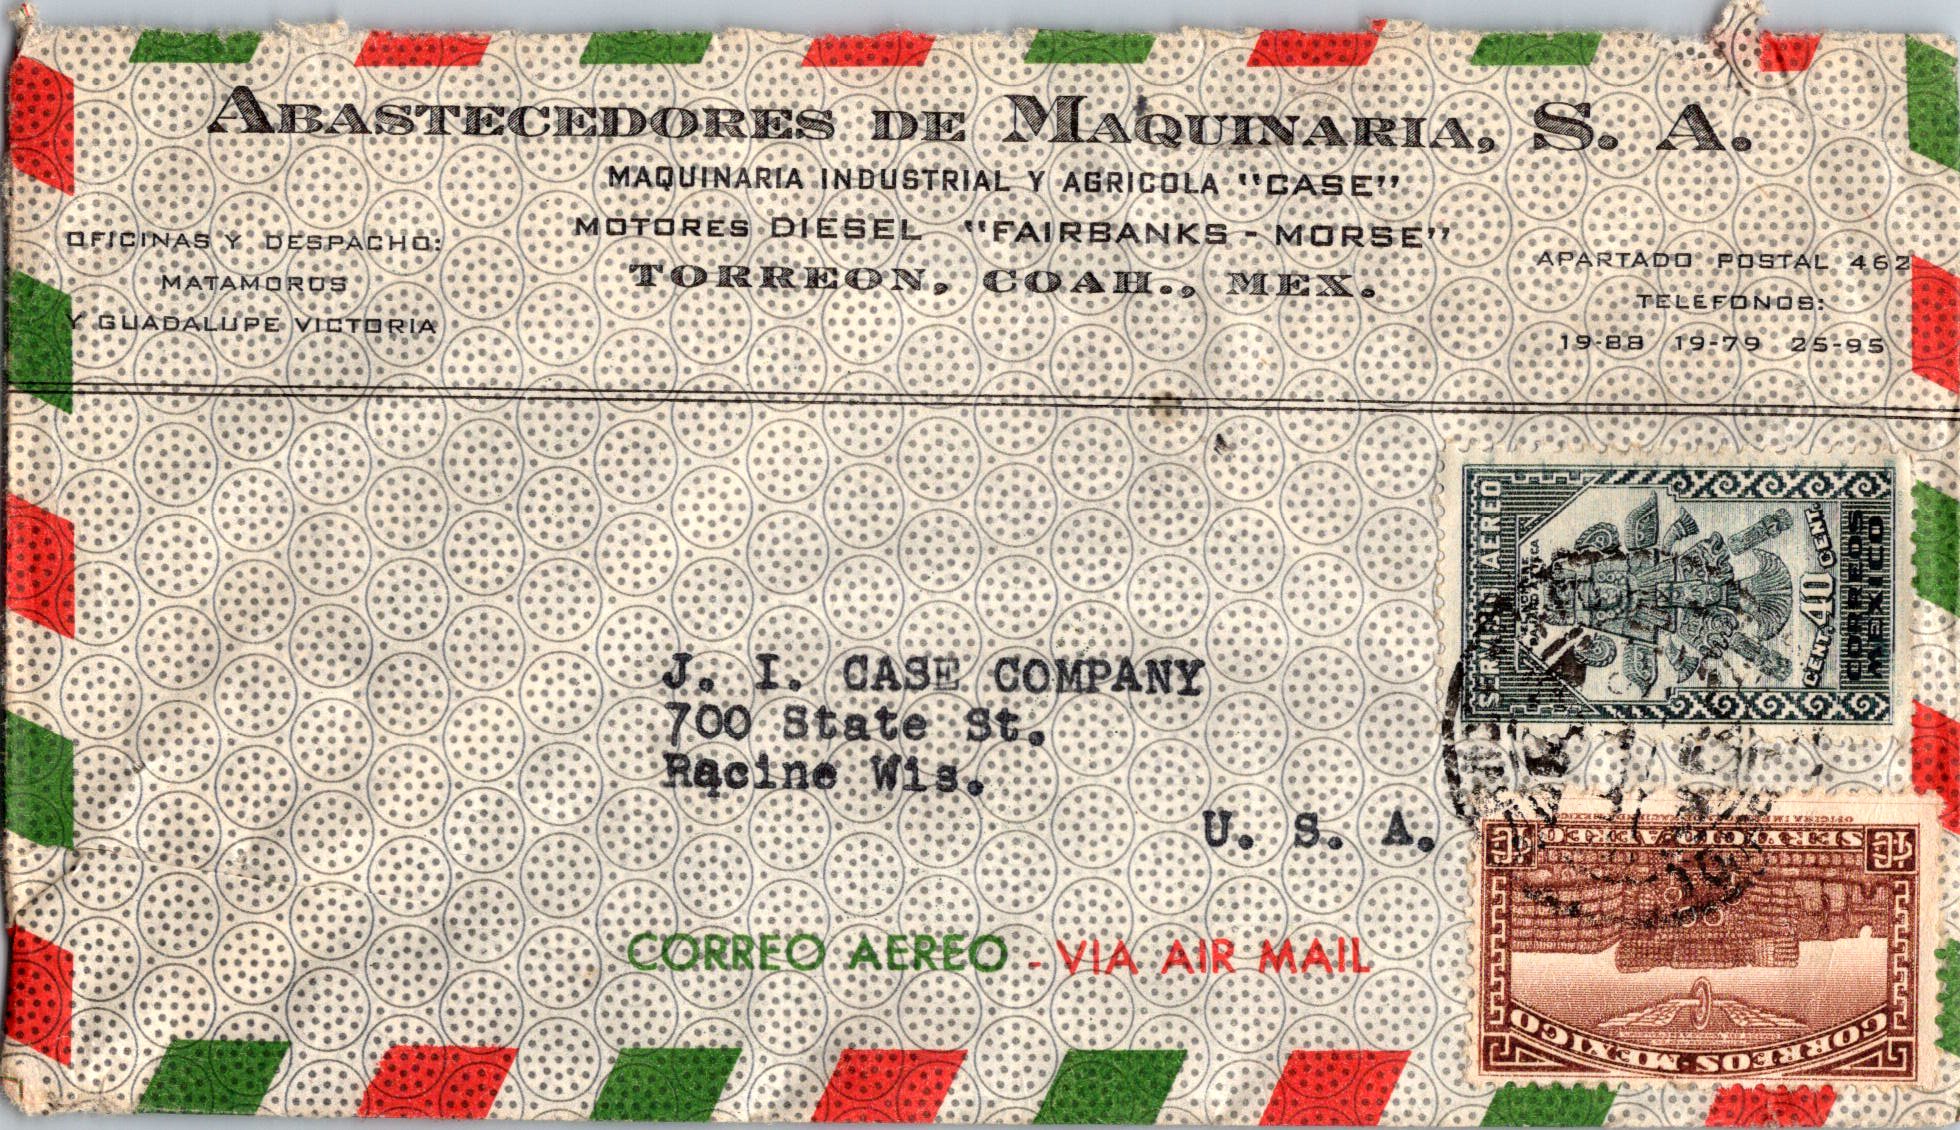 ABASTECEDORES DE MAQUINARIA, S. A.
MAQUINARIA INDUSTRIAL Y AGRICOLA "CASE"
MOTORES DIESEL "FAIRBANKS - MORSE"
TORREON, COAH., MEX.
OFICINAS Y DESPACHO:
MATAMOROS
Y GUADALUPE VICTORIA
APARTADO POSTAL 462
TELEFONOS:
19-88 19-79 25-95
SERVICIO AEREO
CENT. 40 CENT.
CORREOS
MEXICO
J. I. CASE COMPANY
700 State St.
Racine Wis.
U. S. A.
SERVICIO AEREO
CORREOS MEXICO
CORREO AEREO - VIA AIR MAIL